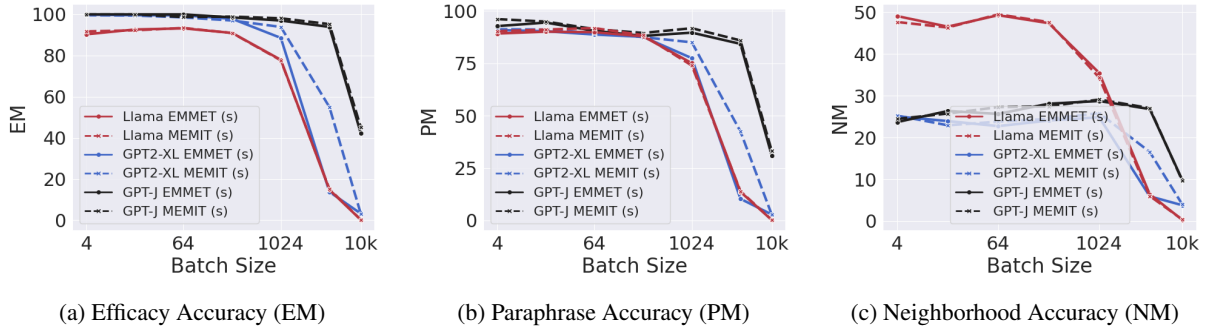 EM
100
80
60
40
20
0
Llama EMMET (s)
Llama MEMIT (s)
GPT2-XL EMMET (s)
GPT2-XL MEMIT (s)
GPT-J EMMET (s)
GPT-J MEMIT (s)
4 64 1024 10k
Batch Size
(a) Efficacy Accuracy (EM)
PM
100
75
50
25
0
Llama EMMET (s)
Llama MEMIT (s)
GPT2-XL EMMET (s)
GPT2-XL MEMIT (s)
GPT-J EMMET (s)
GPT-J MEMIT (s)
4 64 1024 10k
Batch Size
(b) Paraphrase Accuracy (PM)
NM
50
40
30
20
10
0
Llama EMMET (s)
Llama MEMIT (s)
GPT2-XL EMMET (s)
GPT2-XL MEMIT (s)
GPT-J EMMET (s)
GPT-J MEMIT (s)
4 64 1024 10k
Batch Size
(c) Neighborhood Accuracy (NM)